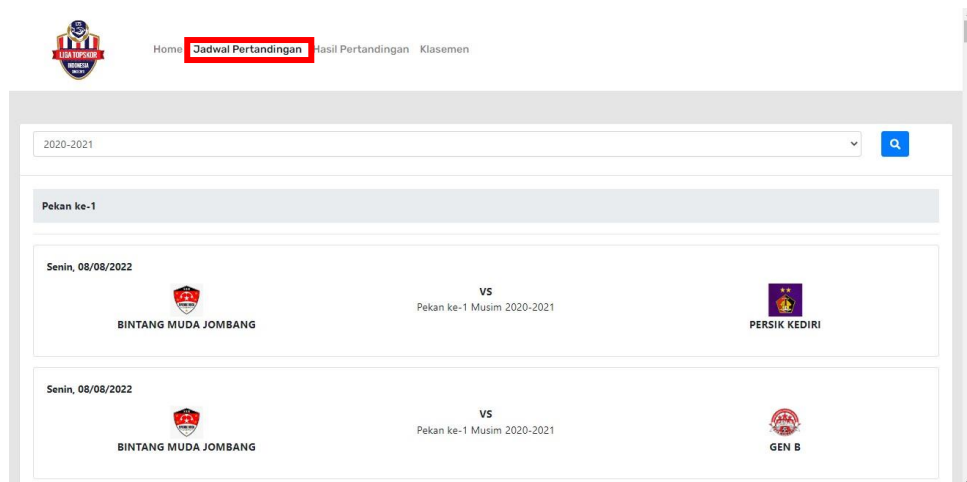 LTS
LIGA TOPSKOR
INDONESIA
Home Jadwal Pertandingan Hasil Pertandingan Klasemen
2020-2021
Pekan ke-1
Senin, 08/08/2022
VS
Pekan ke-1 Musim 2020-2021
BINTANG MUDA JOMBANG
PERSIK KEDIRI
Senin, 08/08/2022
VS
Pekan ke-1 Musim 2020-2021
BINTANG MUDA JOMBANG
GEN B